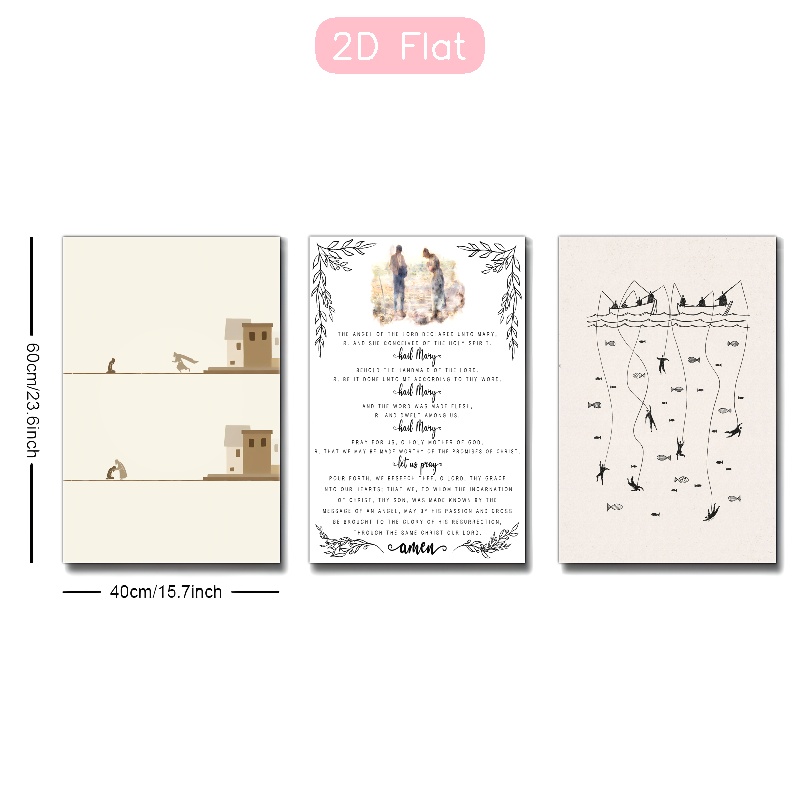 2D Flat
60cm/23.6inch
40cm/15.7inch
THE ANGEL OF THE LORD DECLARED UNTO MARY.
R. AND SHE CONCEIVED OF THE HOLY SPIRIT.
hail Mary
BEHOLD THE HANDMAID OF THE LORD.
R. BE IT DONE UNTO ME ACCORDING TO THY WORD.
hail Mary
AND THE WORD WAS MADE FLESH,
R. AND DWELT AMONG US.
hail Mary
PRAY FOR US, O HOLY MOTHER OF GOD,
R. THAT WE MAY BE MADE WORTHY OF THE PROMISES OF CHRIST.
let us pray
POUR FORTH, WE BESEECH THEE, O LORD, THY GRACE
INTO OUR HEARTS; THAT WE, TO WHOM THE INCARNATION
OF CHRIST, THY SON, WAS MADE KNOWN BY THE
MESSAGE OF AN ANGEL, MAY BY HIS PASSION AND CROSS
BE BROUGHT TO THE GLORY OF HIS RESURRECTION,
THROUGH THE SAME CHRIST OUR LORD.
amen